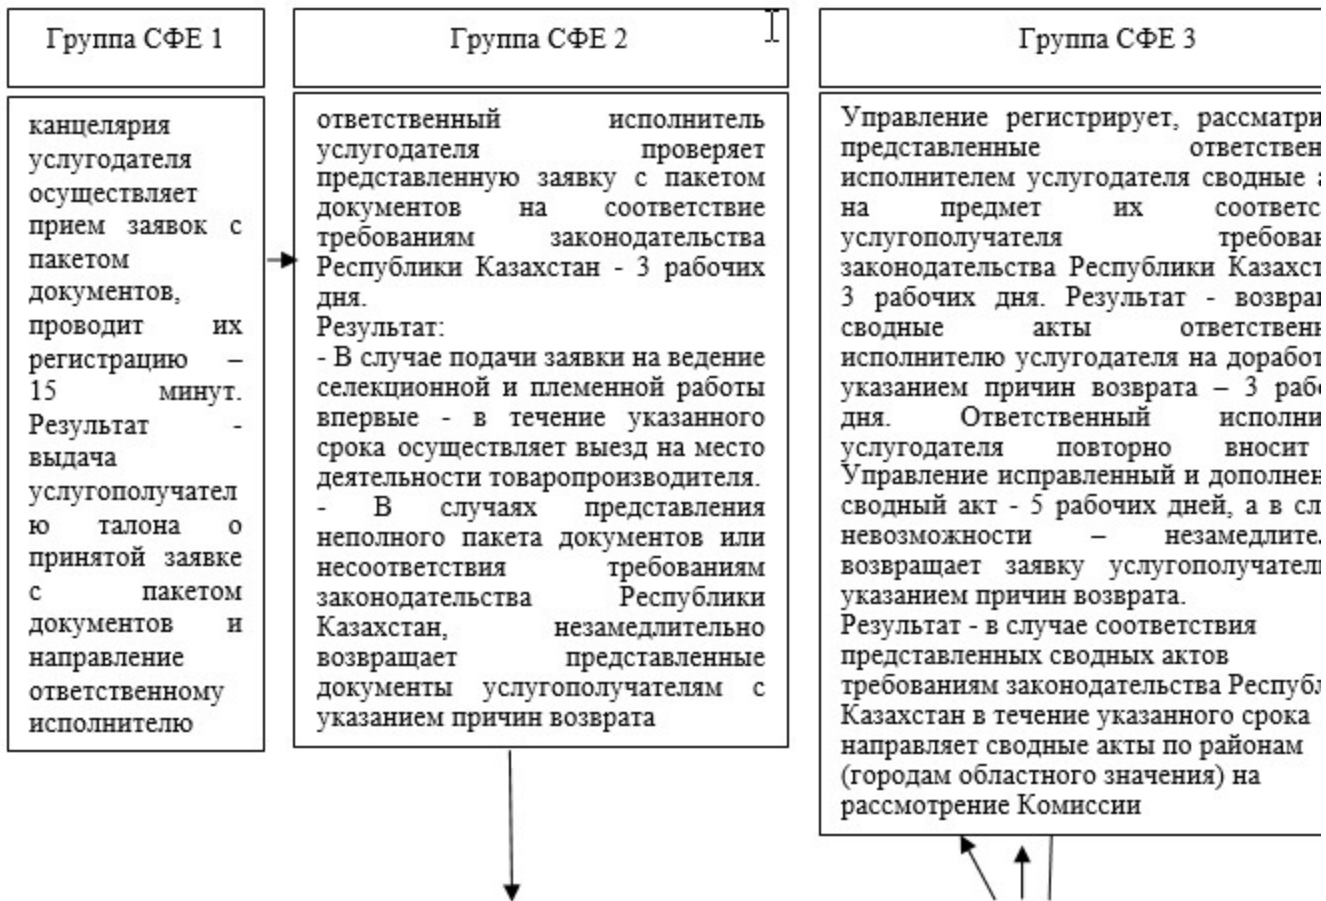 Группа СФЕ 1
канцелярия
услугодателя
осуществляет
прием заявок с
пакетом
документов,
проводит их
регистрацию –
15 минут.
Результат -
выдача
услугополучател
ю талона о
принятой заявке
с пакетом
документов и
направление
ответственному
исполнителю
Группа СФЕ 2
ответственный исполнитель
услугодателя проверяет
представленную заявку с пакетом
документов на соответствие
требованиям законодательства
Республики Казахстан - 3 рабочих
дня.
Результат:
- В случае подачи заявки на ведение
селекционной и племенной работы
впервые - в течение указанного
срока осуществляет выезд на место
деятельности товаропроизводителя.
- В случаях представления
неполного пакета документов или
несоответствия требованиям
законодательства Республики
Казахстан, незамедлительно
возвращает представленные
документы услугополучателям с
указанием причин возврата
Группа СФЕ 3
Управление регистрирует, рассматри
представленные ответствен
исполнителем услугодателя сводные
на предмет их соответс
услугополучателя требован
законодательства Республики Казахст
3 рабочих дня. Результат - возвра
сводные акты ответствен
исполнителю услугодателя на доработ
указанием причин возврата – 3 раб
дня. Ответственный исполни
услугодателя повторно вносит
Управление исправленный и дополнен
сводный акт - 5 рабочих дней, а в сл
невозможности – незамедлител
возвращает заявку услугополучател
указанием причин возврата.
Результат - в случае соответствия
представленных сводных актов
требованиям законодательства Республ
Казахстан в течение указанного срока
направляет сводные акты по районам
(городам областного значения) на
рассмотрение Комиссии